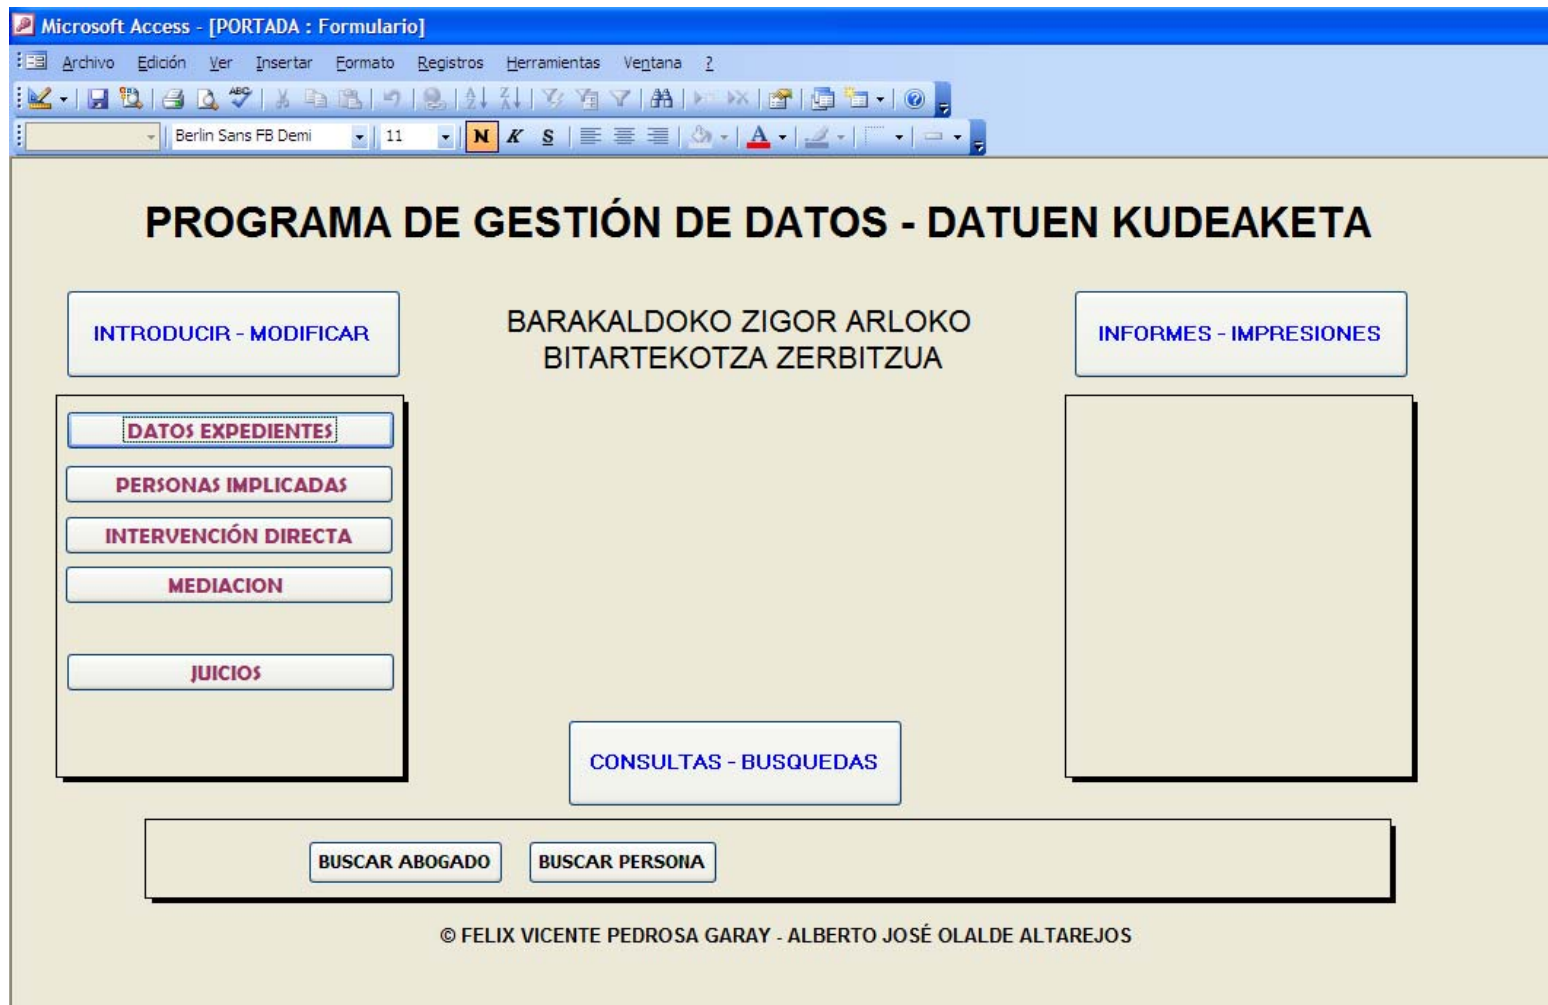 Microsoft Access - [PORTADA : Formulario]
Archivo Edición Ver Insertar Formato Registros Herramientas Ventana ?
Berlin Sans FB Demi 11 N K S A
PROGRAMA DE GESTIÓN DE DATOS - DATUEN KUDEAKETA
INTRODUCIR - MODIFICAR
BARAKALDOKO ZIGOR ARLOKO
BITARTEKOTZA ZERBITZUA
INFORMES - IMPRESIONES
DATOS EXPEDIENTES
PERSONAS IMPLICADAS
INTERVENCIÓN DIRECTA
MEDIACION
JUICIOS
CONSULTAS - BUSQUEDAS
BUSCAR ABOGADO BUSCAR PERSONA
© FELIX VICENTE PEDROSA GARAY - ALBERTO JOSÉ OLALDE ALTAREJOS